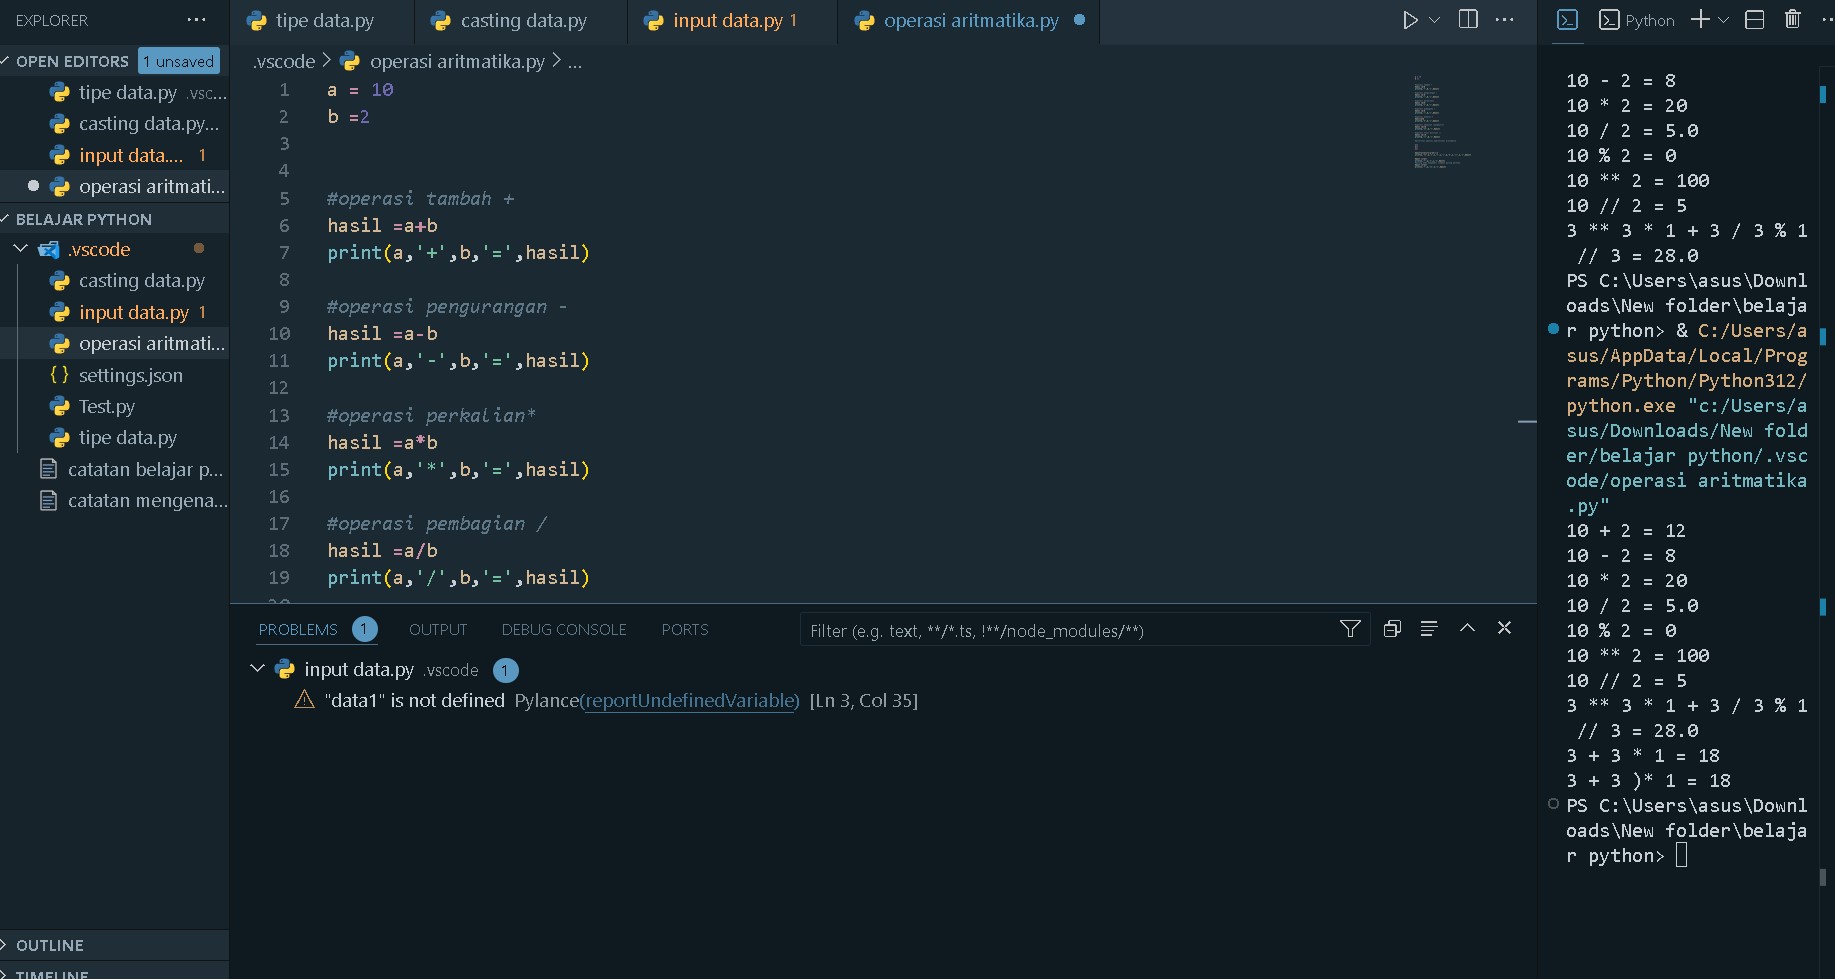 EXPLORER ...
OPEN EDITORS 1 unsaved
tipe data.py .vsc...
casting data.py...
input data.... 1
operasi aritmati...
BELAJAR PYTHON
.vscode
casting data.py
input data.py 1
operasi aritmati...
{} settings.json
Test.py
tipe data.py
catatan belajar p...
catatan mengena...
OUTLINE
TIMELINE
tipe data.py
casting data.py
input data.py 1
operasi aritmatika.py
.vscode > operasi aritmatika.py > ...
1 a = 10
2 b =2
3
4
5 #operasi tambah +
6 hasil =a+b
7 print(a,'+',b,'=',hasil)
8
9 #operasi pengurangan -
10 hasil =a-b
11 print(a,'-',b,'=',hasil)
12
13 #operasi perkalian*
14 hasil =a*b
15 print(a,'*',b,'=',hasil)
16
17 #operasi pembagian /
18 hasil =a/b
19 print(a,'/',b,'=',hasil)
PROBLEMS 1 OUTPUT DEBUG CONSOLE PORTS Filter (e.g. text, **/*.ts, !**/node_modules/**)
input data.py .vscode 1
"data1" is not defined Pylance(reportUndefinedVariable) [Ln 3, Col 35]
Python
10 - 2 = 8
10 * 2 = 20
10 / 2 = 5.0
10 % 2 = 0
10 ** 2 = 100
10 // 2 = 5
3 ** 3 * 1 + 3 / 3 % 1
// 3 = 28.0
PS C:\Users\asus\Downl
oads\New folder\belaja
r python> & C:/Users/a
sus/AppData/Local/Prog
rams/Python/Python312/
python.exe "c:/Users/a
sus/Downloads/New fold
er/belajar python/.vsc
ode/operasi aritmatika
.py"
10 + 2 = 12
10 - 2 = 8
10 * 2 = 20
10 / 2 = 5.0
10 % 2 = 0
10 ** 2 = 100
10 // 2 = 5
3 ** 3 * 1 + 3 / 3 % 1
// 3 = 28.0
3 + 3 * 1 = 18
3 + 3 )* 1 = 18
PS C:\Users\asus\Downl
oads\New folder\belaja
r python>